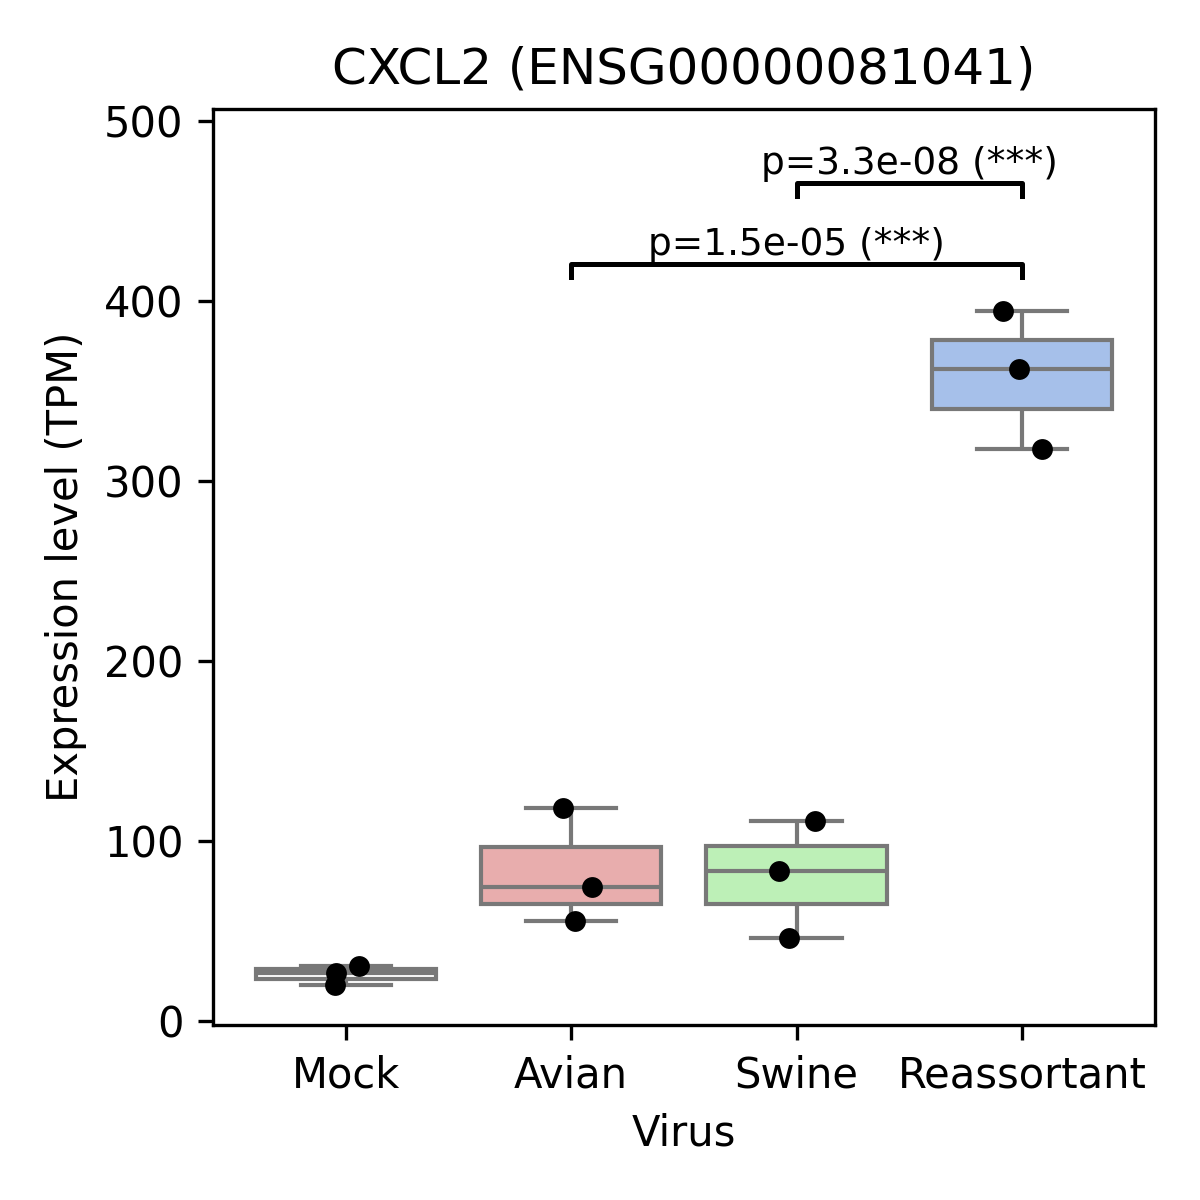 CXCL2 (ENSG00000081041)
Expression level (TPM)
500
400
300
200
100
0
p=3.3e-08 (***)
p=1.5e-05 (***)
Mock
Avian
Swine
Reassortant
Virus